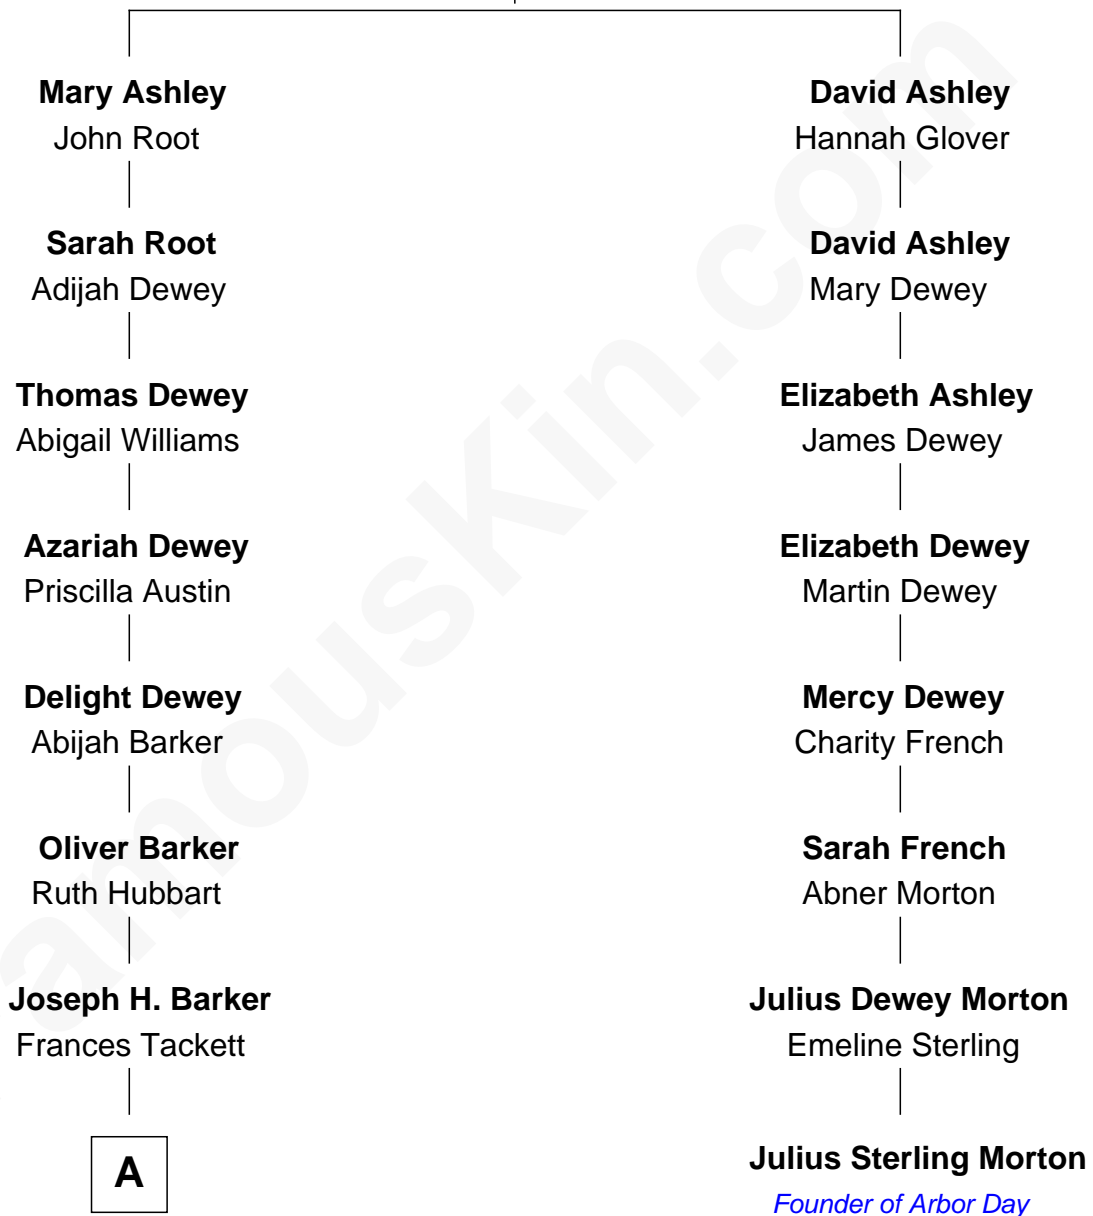 Mary Ashley
John Root
Sarah Root
Adijah Dewey
Thomas Dewey
Abigail Williams
Azariah Dewey
Priscilla Austin
Delight Dewey
Abijah Barker
Oliver Barker
Ruth Hubbart
Joseph H. Barker
Frances Tackett
A
David Ashley
Hannah Glover
David Ashley
Mary Dewey
Elizabeth Ashley
James Dewey
Elizabeth Dewey
Martin Dewey
Mercy Dewey
Charity French
Sarah French
Abner Morton
Julius Dewey Morton
Emeline Sterling
Julius Sterling Morton
Founder of Arbor Day
amouskin.com